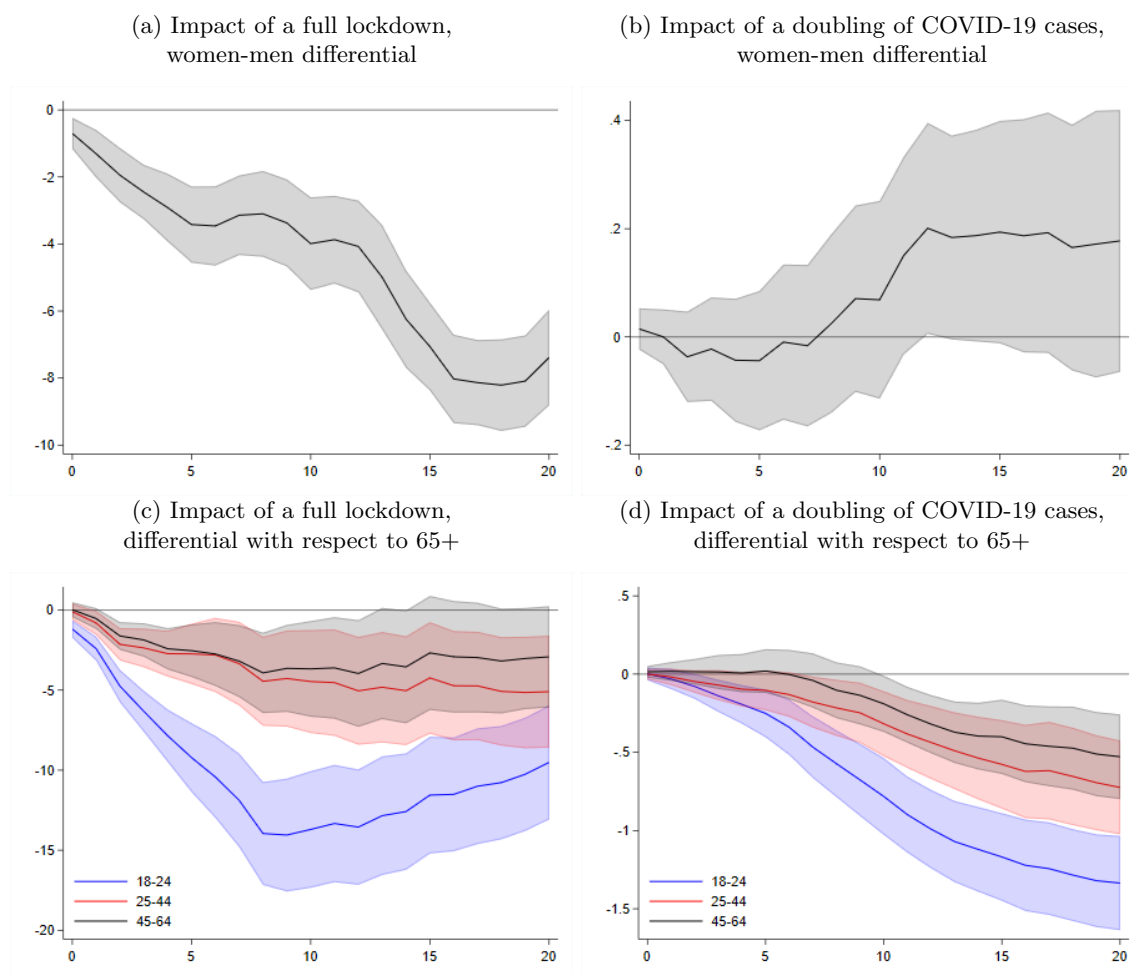 (a) Impact of a full lockdown,
women-men differential
0
-2
-4
-6
-8
-10
0 5 10 15 20
(b) Impact of a doubling of COVID-19 cases,
women-men differential
.4
.2
0
-.2
0 5 10 15 20
(c) Impact of a full lockdown,
differential with respect to 65+
0
-5
-10
-15
-20
18-24
25-44
45-64
0 5 10 15 20
(d) Impact of a doubling of COVID-19 cases,
differential with respect to 65+
.5
0
-.5
-1
-1.5
18-24
25-44
45-64
0 5 10 15 20